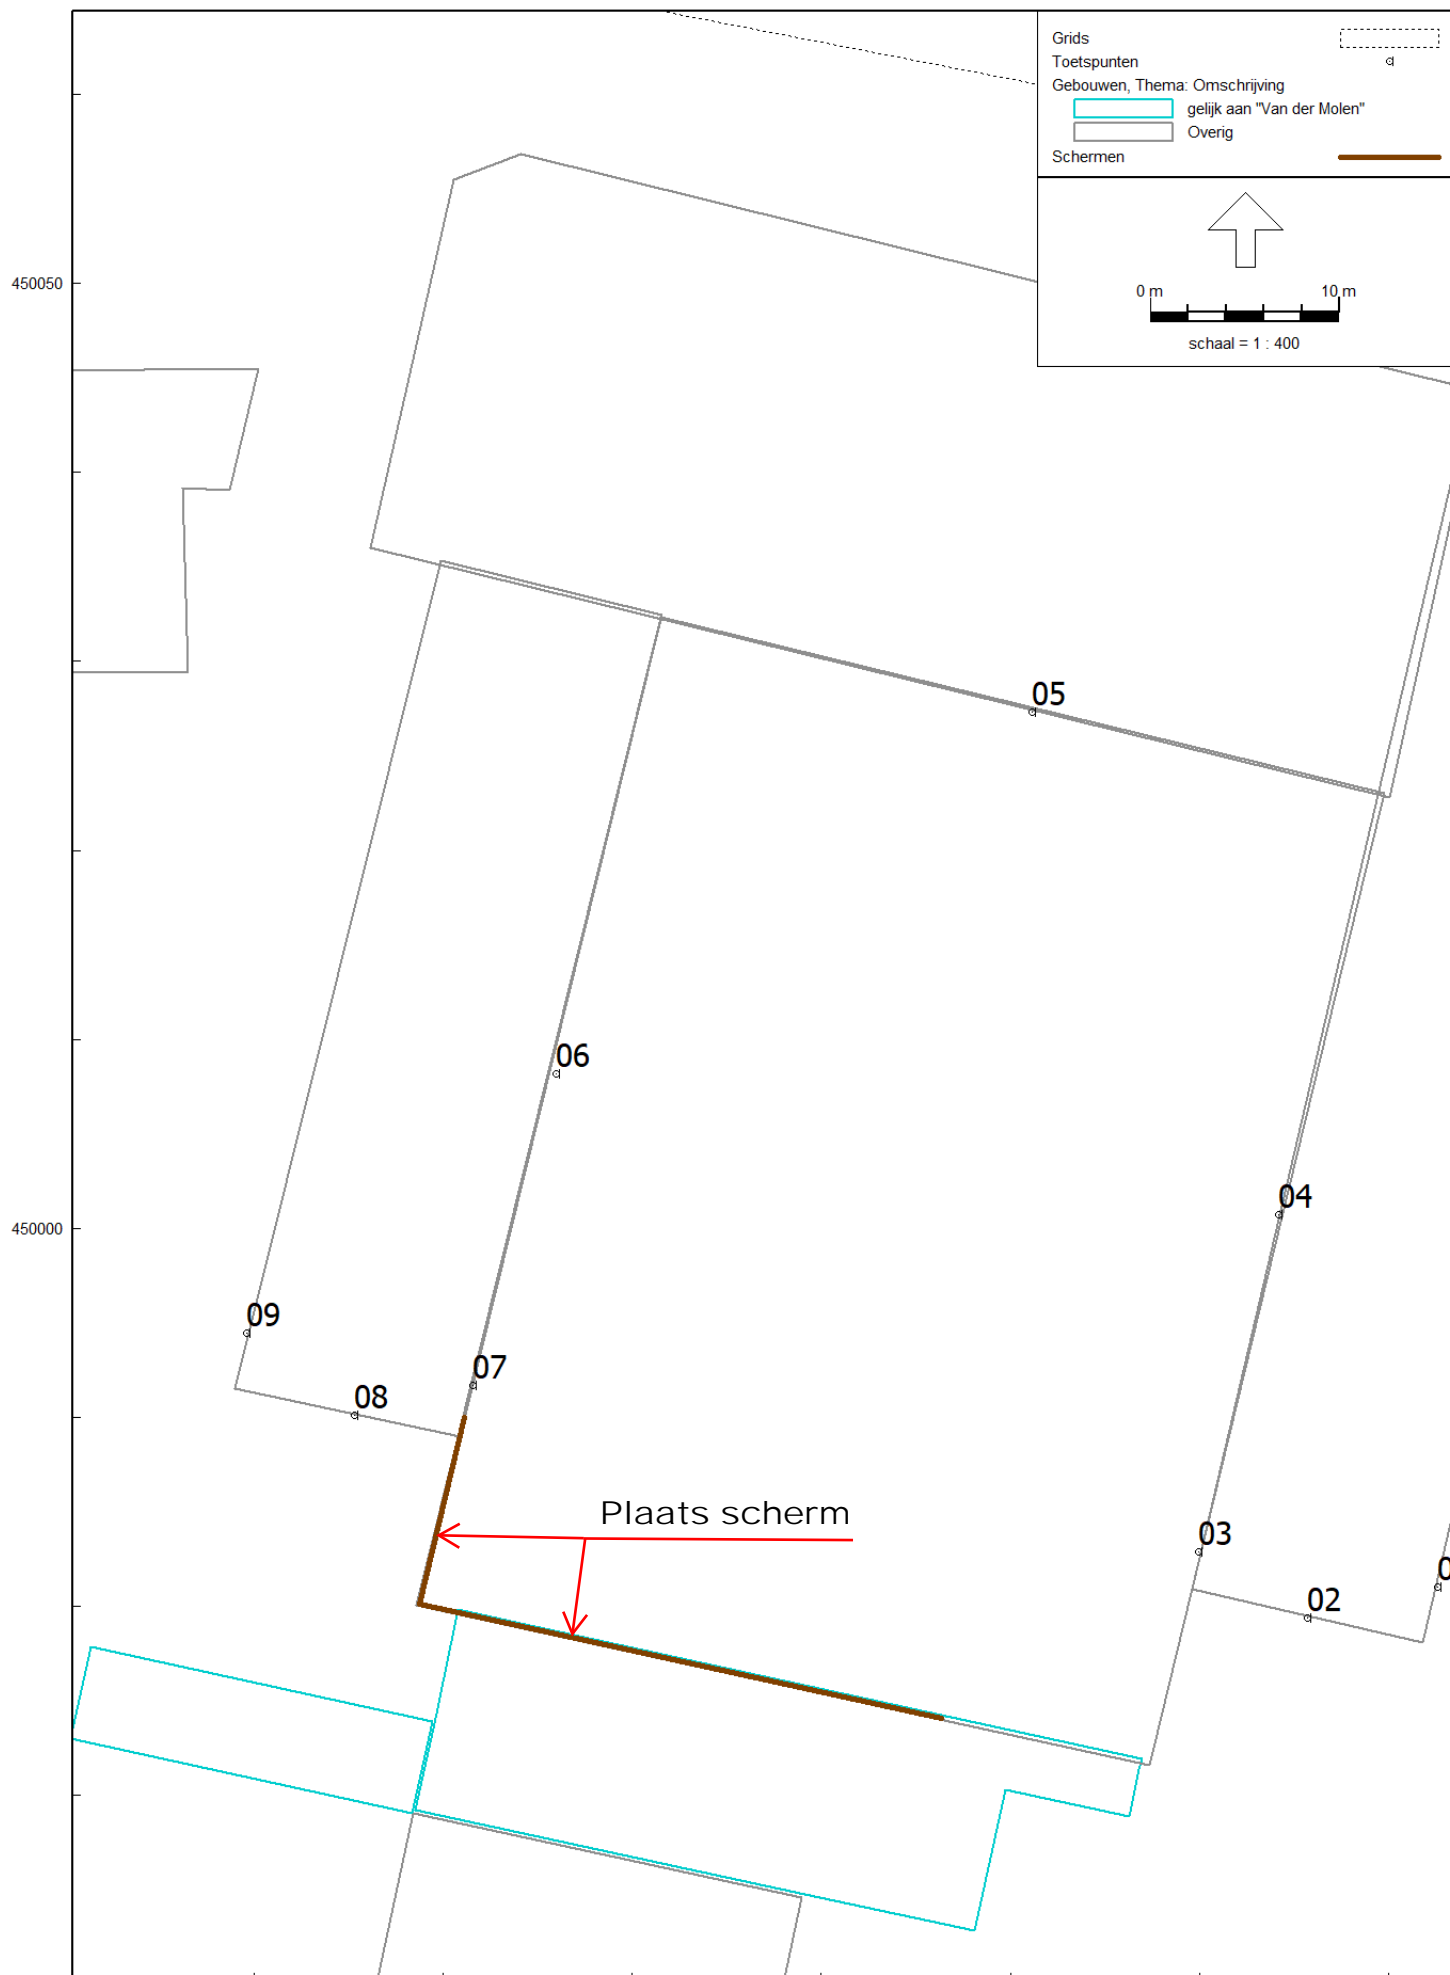 Grids
Toetspunten
Gebouwen, Thema: Omschrijving
gelijk aan "Van der Molen"
Overig
Schermen
0 m 10 m
schaal = 1 : 400
450050
05
06
04
450000
09
07
08
Plaats scherm
03
02